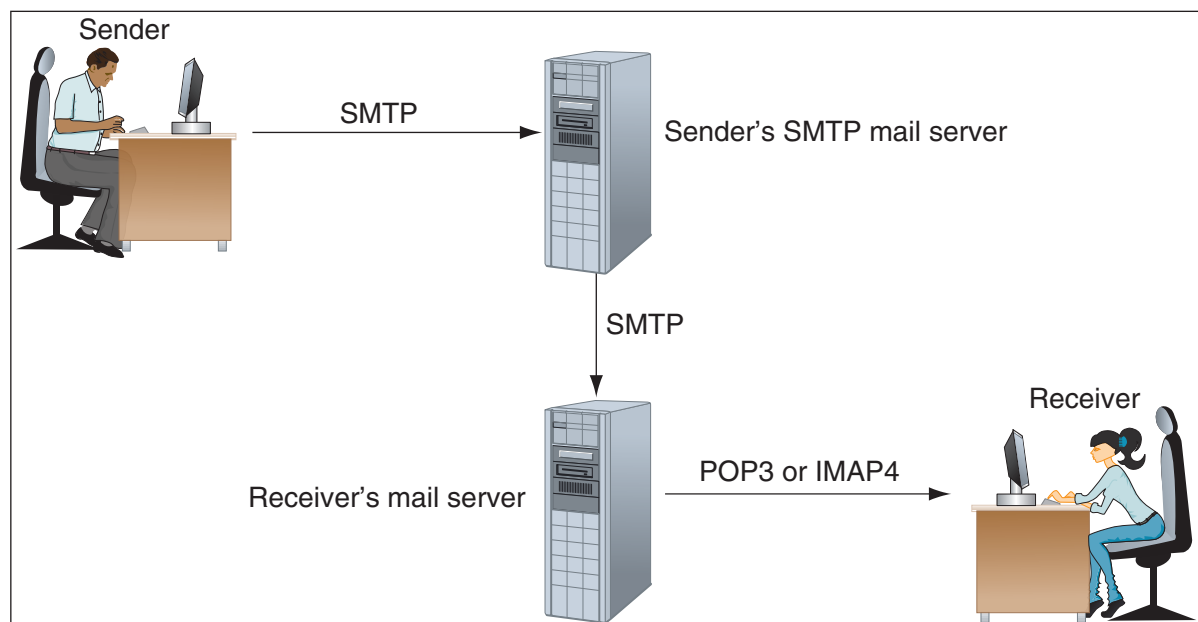 Sender
SMTP
Sender's SMTP mail server
SMTP
Receiver
POP3 or IMAP4
Receiver's mail server